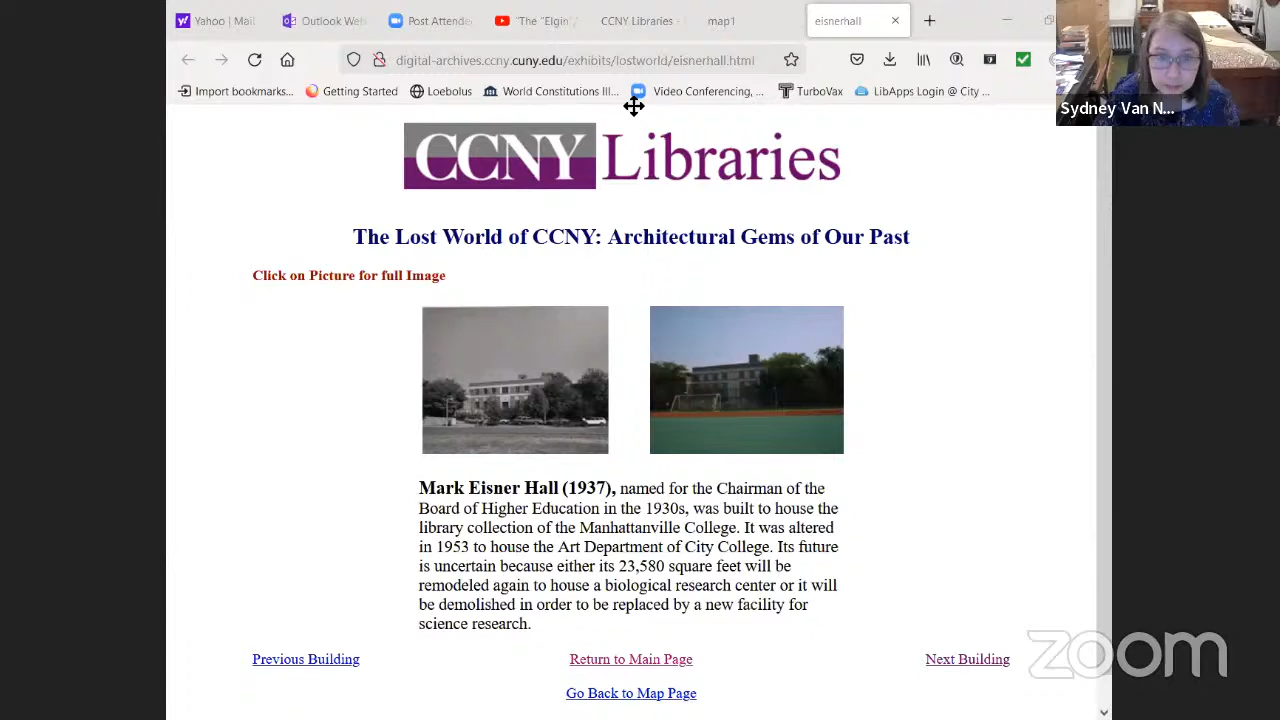 Yahoo | Mail
Outlook Web
Post Attende
"The "Elgin" /
CCNY Libraries -
map1
eisnerhall
digital-archives.ccny.cuny.edu/exhibits/lostworld/eisnerhall.html
Import bookmarks...
Getting Started
Loebolus
World Constitutions Ill...
Video Conferencing, ...
TurboVax
LibApps Login @ City ...
Sydney Van N...
CCNY Libraries
The Lost World of CCNY: Architectural Gems of Our Past
Click on Picture for full Image
Mark Eisner Hall (1937), named for the Chairman of the
Board of Higher Education in the 1930s, was built to house the
library collection of the Manhattanville College. It was altered
in 1953 to house the Art Department of City College. Its future
is uncertain because either its 23,580 square feet will be
remodeled again to house a biological research center or it will
be demolished in order to be replaced by a new facility for
science research.
Previous Building
Return to Main Page
Next Building
Go Back to Map Page
zoom